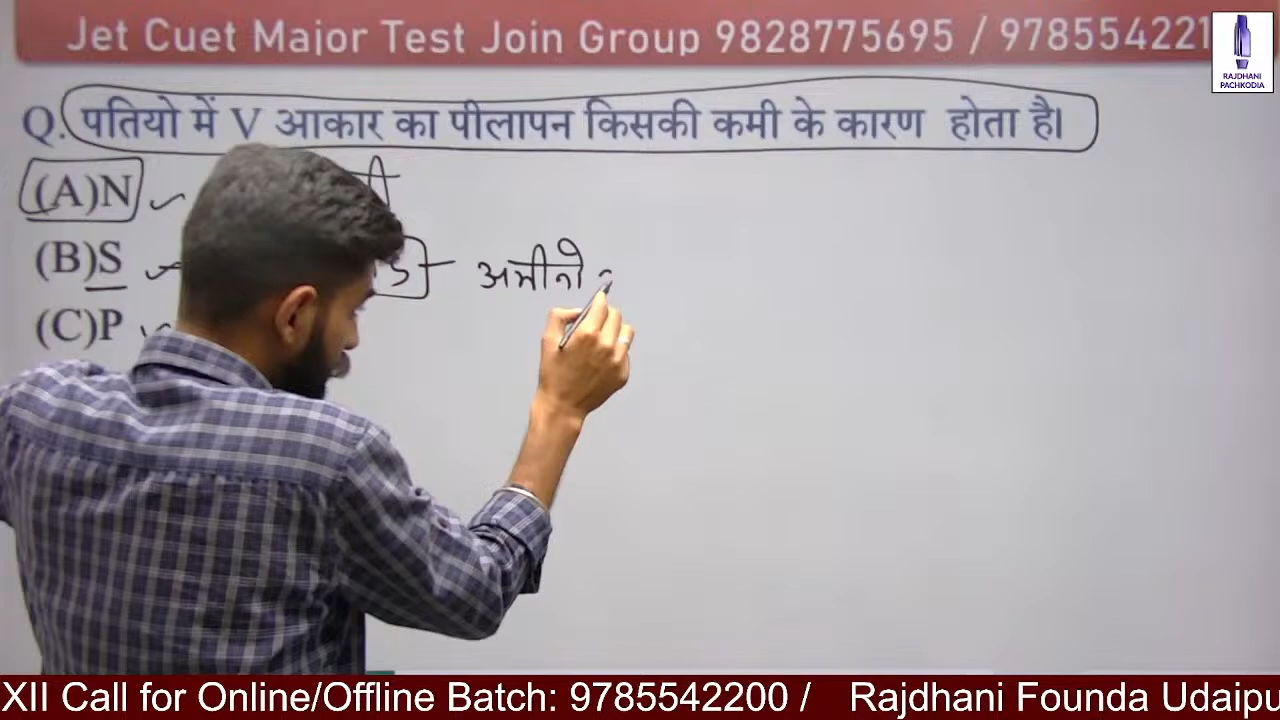 Jet Cuet Major Test Join Group 9828775695 / 978554221
RAJDHANI
PACHKODIA
Q. पतियो में V आकार का पीलापन किसकी कमी के कारण होता है।
(A)N
(B)S
अमीनो
(C)P
XII Call for Online/Offline Batch: 9785542200 / Rajdhani Founda Udaipu